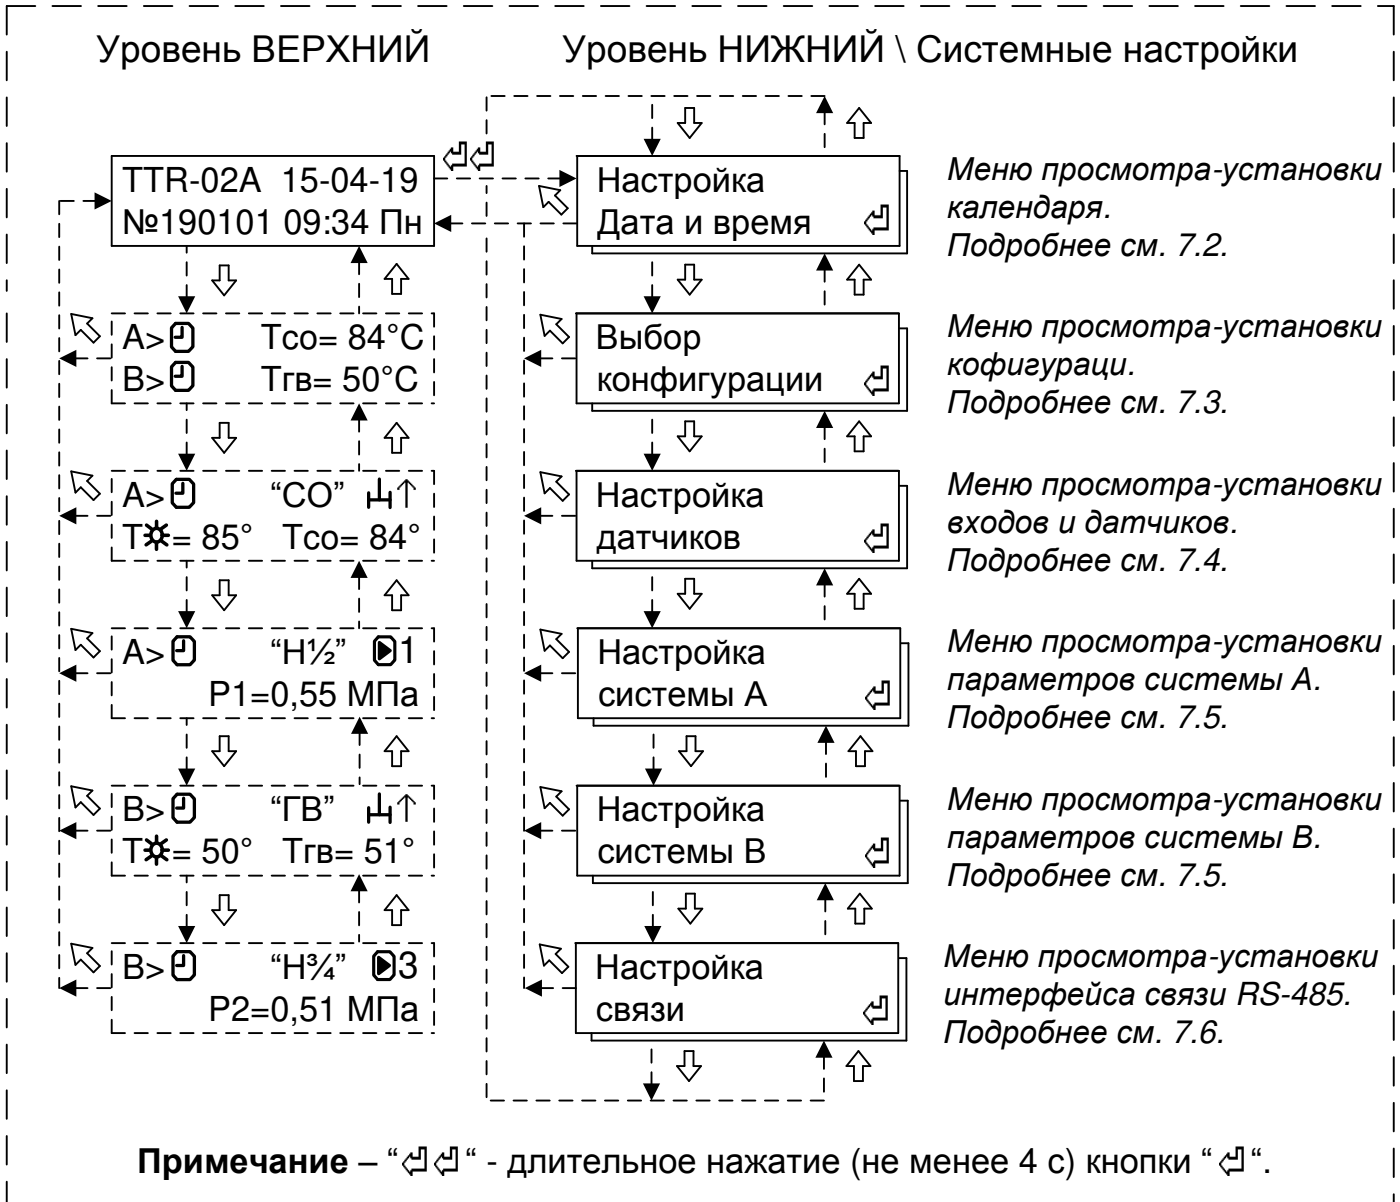 Уровень ВЕРХНИЙ
Уровень НИЖНИЙ \ Системные настройки
TTR-02A 15-04-19
№190101 09:34 Пн
A> Тсо= 84°C
B> Тгв= 50°C
A> “СО” ↑
T☼= 85° Тсо= 84°
A> “Н½” 1
P1=0,55 МПа
B> “ГВ” ↑
T☼= 50° Тгв= 51°
B> “Н¾” 3
P2=0,51 МПа
Настройка
Дата и время ⏎
Меню просмотра-установки
календаря.
Подробнее см. 7.2.
Выбор
конфигурации ⏎
Меню просмотра-установки
кофигураци.
Подробнее см. 7.3.
Настройка
датчиков ⏎
Меню просмотра-установки
входов и датчиков.
Подробнее см. 7.4.
Настройка
системы А ⏎
Меню просмотра-установки
параметров системы А.
Подробнее см. 7.5.
Настройка
системы В ⏎
Меню просмотра-установки
параметров системы В.
Подробнее см. 7.5.
Настройка
связи ⏎
Меню просмотра-установки
интерфейса связи RS-485.
Подробнее см. 7.6.
Примечание – “⏎⏎“ - длительное нажатие (не менее 4 с) кнопки “⏎“.